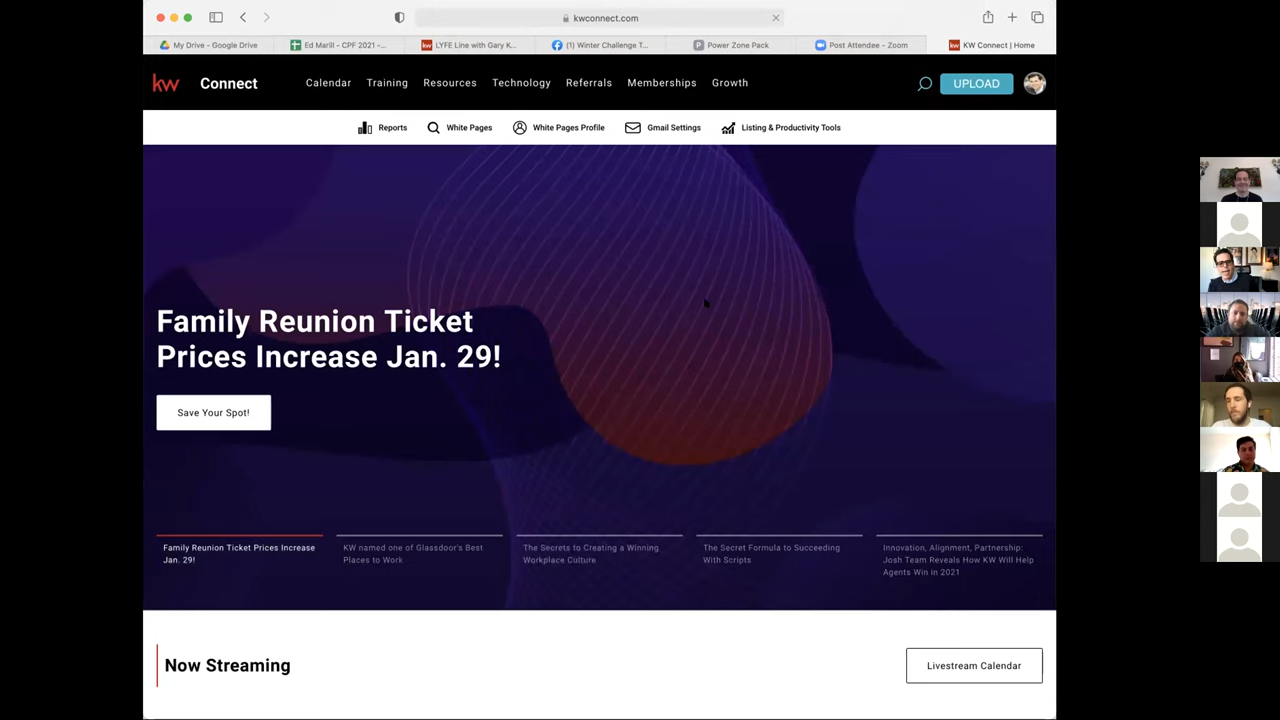 kwconnect.com
My Drive - Google Drive
Ed Marill - CPF 2021 -...
kw LYFE Line with Gary K...
(1) Winter Challenge T...
P Power Zone Pack
Post Attendee - Zoom
kw KW Connect | Home
kw Connect
Calendar Training Resources Technology Referrals Memberships Growth
UPLOAD
Reports White Pages White Pages Profile Gmail Settings Listing & Productivity Tools
Family Reunion Ticket
Prices Increase Jan. 29!
Save Your Spot!
Family Reunion Ticket Prices Increase
Jan. 29!
KW named one of Glassdoor's Best
Places to Work
The Secrets to Creating a Winning
Workplace Culture
The Secret Formula to Succeeding
With Scripts
Innovation, Alignment, Partnership:
Josh Team Reveals How KW Will Help
Agents Win in 2021
Now Streaming
Livestream Calendar